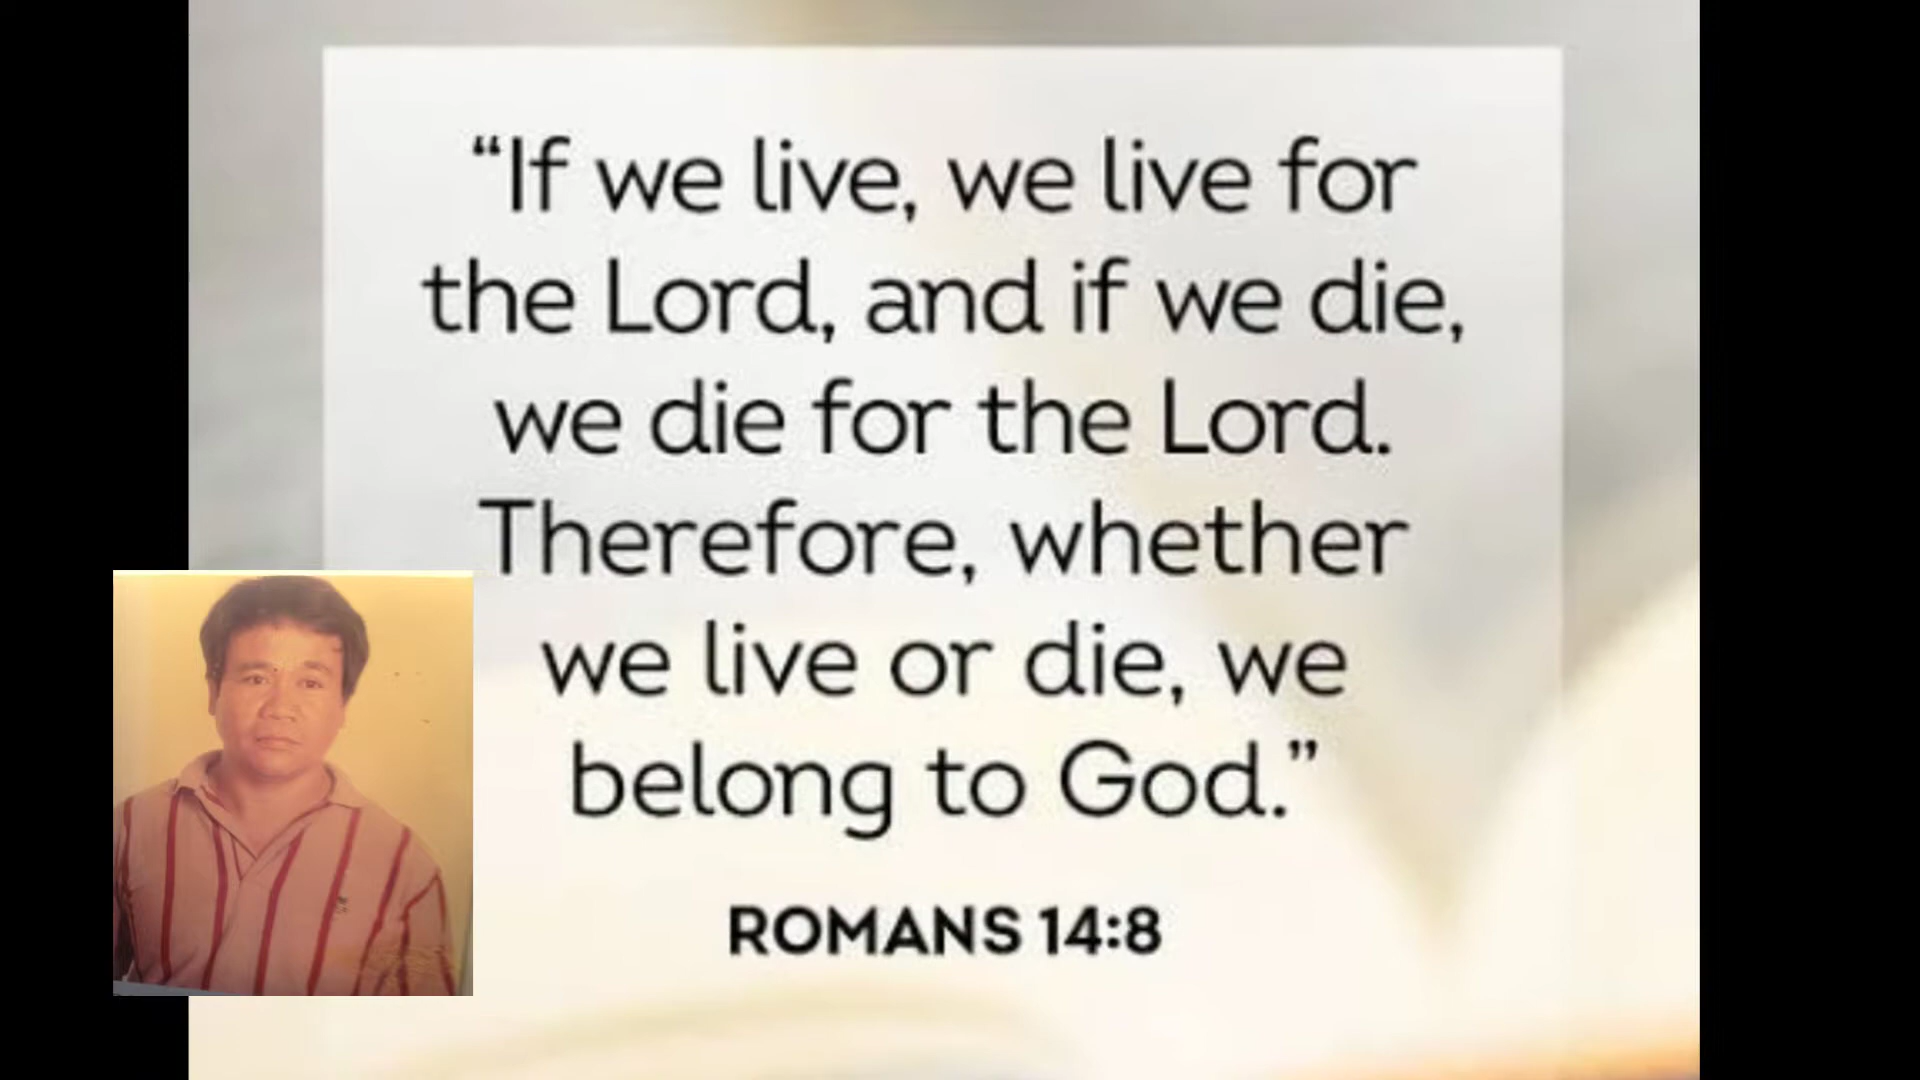 “If we live, we live for
the Lord, and if we die,
we die for the Lord.
Therefore, whether
we live or die, we
belong to God.”
ROMANS 14:8